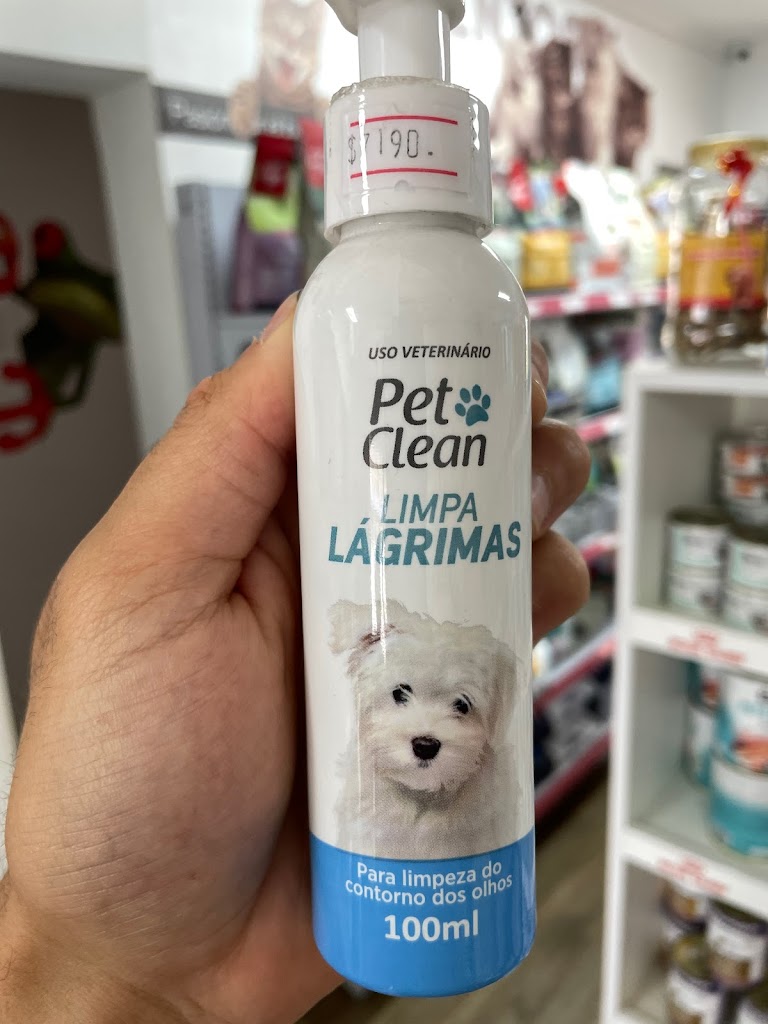 $7190.-
USO VETERINÁRIO
Pet
Clean
LIMPA
LÁGRIMAS
Para limpeza do
contorno dos olhos
100ml